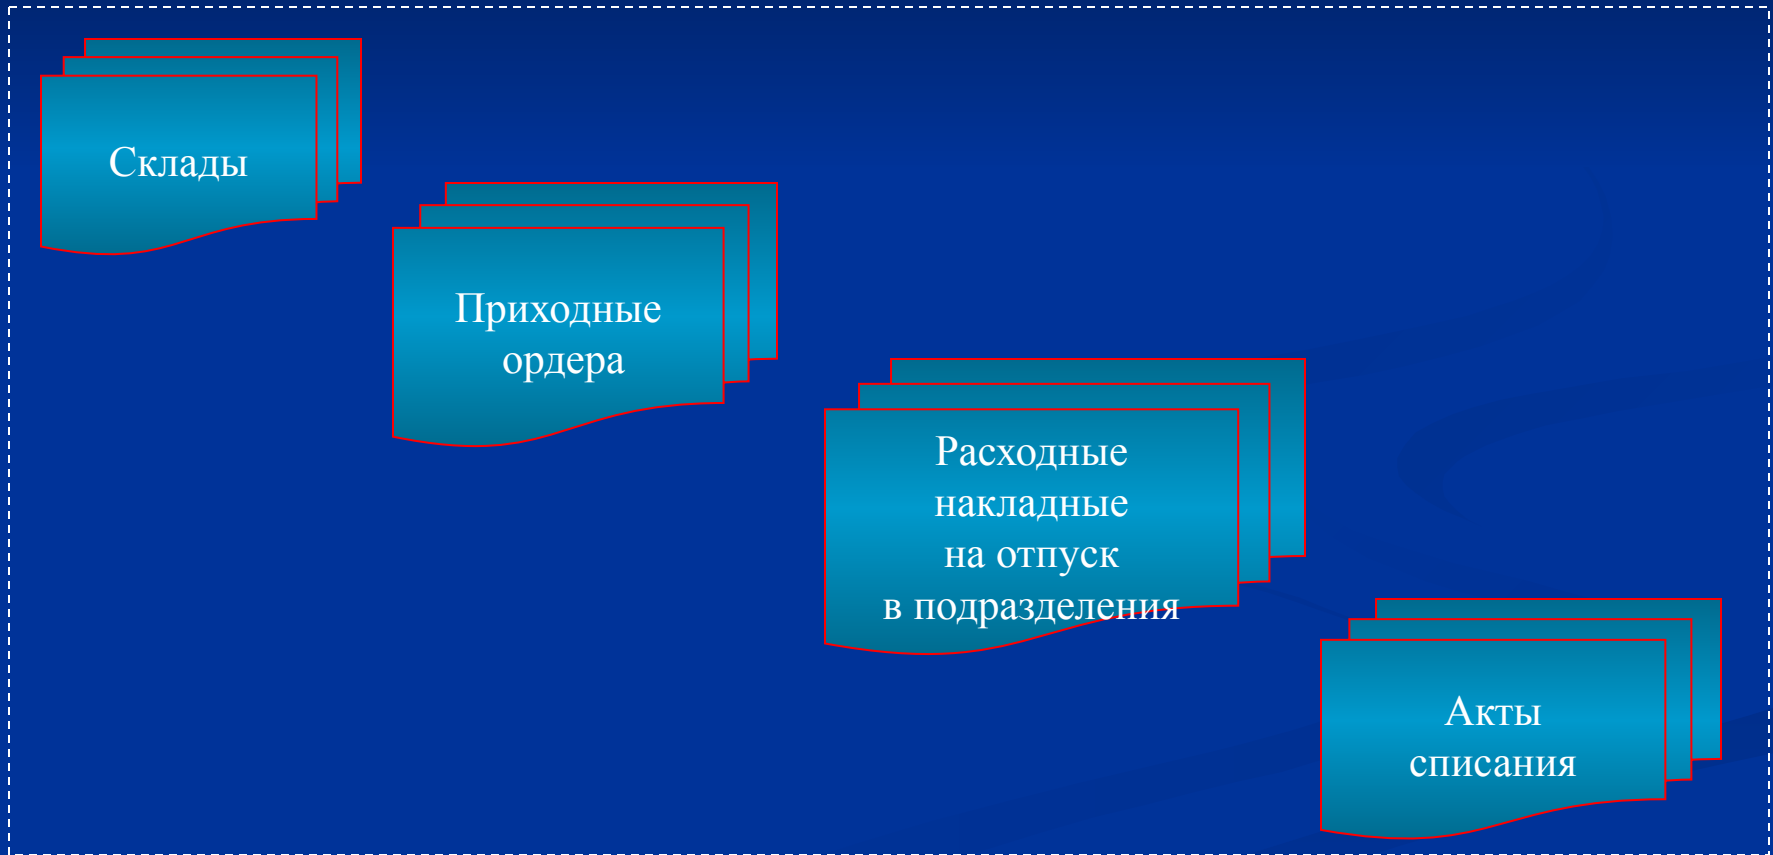 Склады
Приходные
ордера
Расходные
накладные
на отпуск
в подразделения
Акты
списания